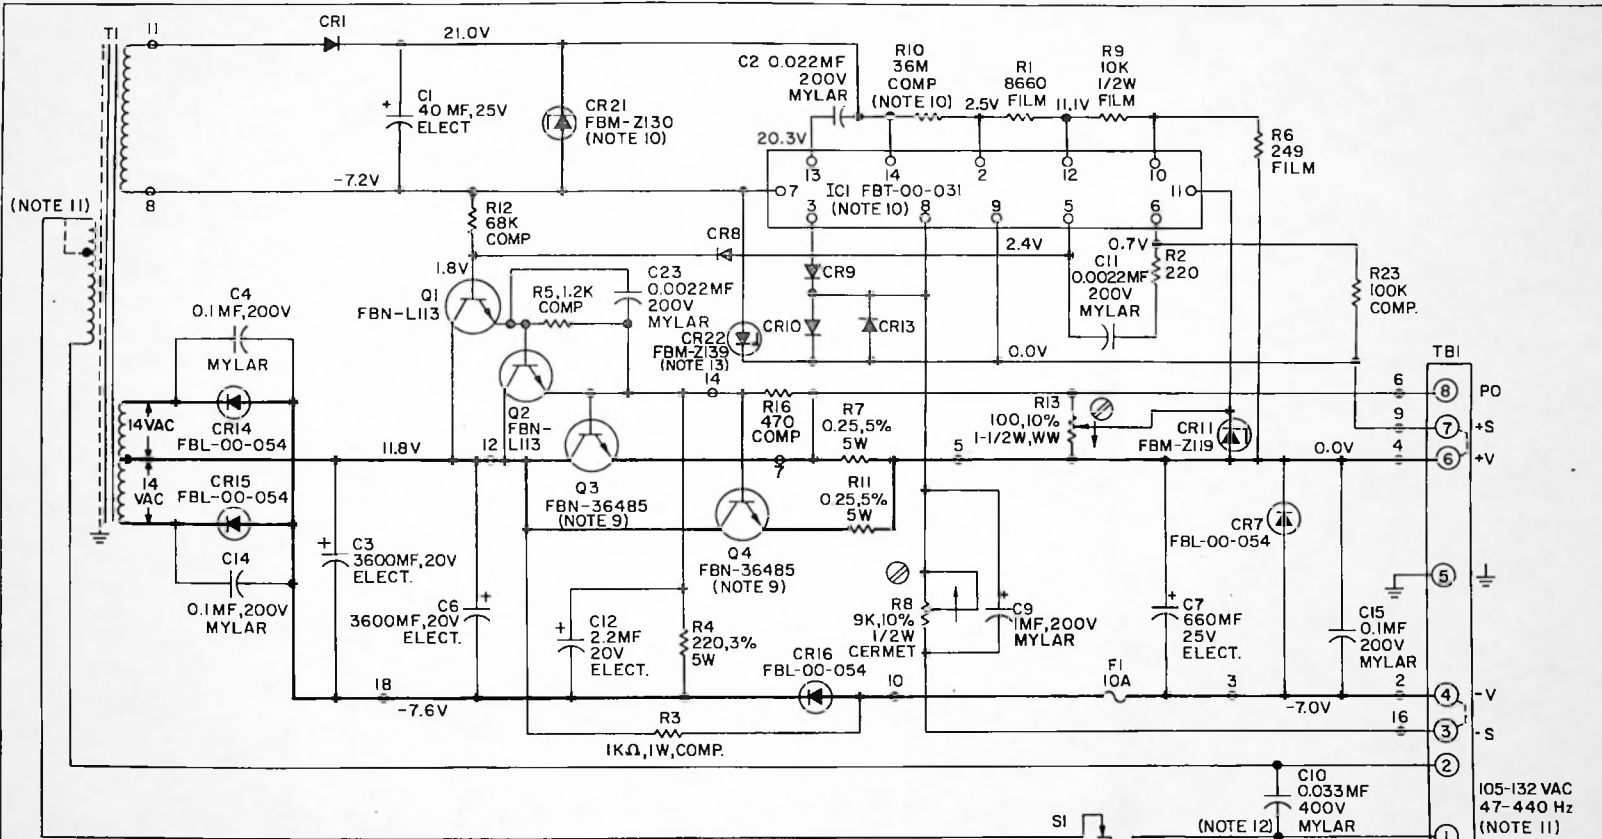 T1
11
CR1
21.0V
C1
40 MF, 25V
ELECT
CR21
FBM-Z130
(NOTE 10)
C2 0.022MF
200V
MYLAR
R10
36M
COMP
(NOTE 10)
R1
8660
FILM
R9
10K
1/2W
FILM
2.5V
11.1V
20.3V
R6
249
FILM
-7.2V
8
13
14
2
12
10
7
IC1 FBT-00-031
(NOTE 10)
11
3
8
9
5
6
(NOTE 11)
R12
68K
COMP
CR8
2.4V
0.7V
1.8V
Q1
FBN-L113
R5, 1.2K
COMP
C23
0.0022MF
200V
MYLAR
CR9
C11
0.0022MF
200V
MYLAR
R2
220
R23
100K
COMP.
CR22
FBM-Z139
(NOTE 13)
CR10
CR13
0.0V
C4
0.1MF, 200V
MYLAR
14VAC
CR14
FBL-00-054
Q2
FBN-
L113
14
R16
470
COMP
R7
0.25, 5%
5W
R13
100, 10%
1-1/2W, WW
CR11
FBM-Z119
TB1
6
8
PO
9
7
+S
0.0V
4
6
+V
11.8V
12
7
5
14
VAC
CR15
FBL-00-054
Q3
FBN-36485
(NOTE 9)
R11
0.25, 5%
5W
Q4
FBN-36485
(NOTE 9)
CR7
FBL-00-054
5
C14
0.1MF, 200V
MYLAR
C3
3600MF, 20V
ELECT.
C6
3600MF, 20V
ELECT.
C12
2.2MF
20V
ELECT.
R4
220, 3%
5W
CR16
FBL-00-054
R8
9K, 10%
1/2W
CERMET
C9
1MF, 200V
MYLAR
C7
660MF
25V
ELECT.
C15
0.1MF
200V
MYLAR
18
-7.6V
10
F1
10A
3
-7.0V
2
4
-V
R3
1KΩ, 1W, COMP.
16
3
-S
2
C10
0.033MF
400V
MYLAR
105-132 VAC
47-440 Hz
(NOTE 11)
S1
(NOTE 12)
1